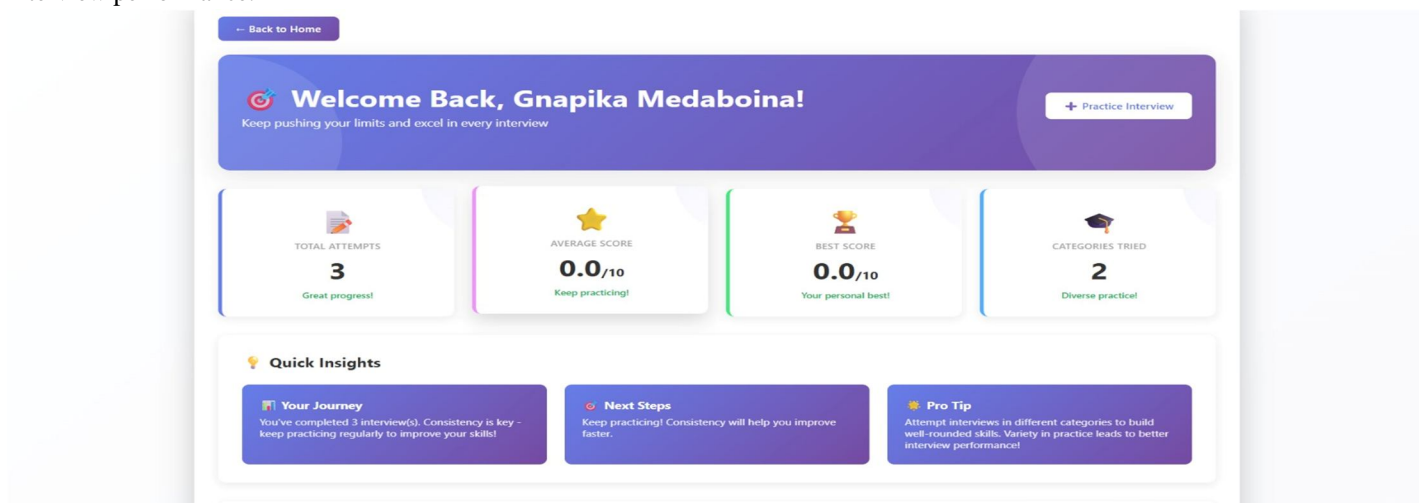 ← Back to Home
Welcome Back, Gnapika Medaboina!
Keep pushing your limits and excel in every interview
+ Practice Interview
TOTAL ATTEMPTS
3
Great progress!
AVERAGE SCORE
0.0/10
Keep practicing!
BEST SCORE
0.0/10
Your personal best!
CATEGORIES TRIED
2
Diverse practice!
Quick Insights
Your Journey
You've completed 3 interview(s). Consistency is key -
keep practicing regularly to improve your skills!
Next Steps
Keep practicing! Consistency will help you improve
faster.
Pro Tip
Attempt interviews in different categories to build
well-rounded skills. Variety in practice leads to better
interview performance!